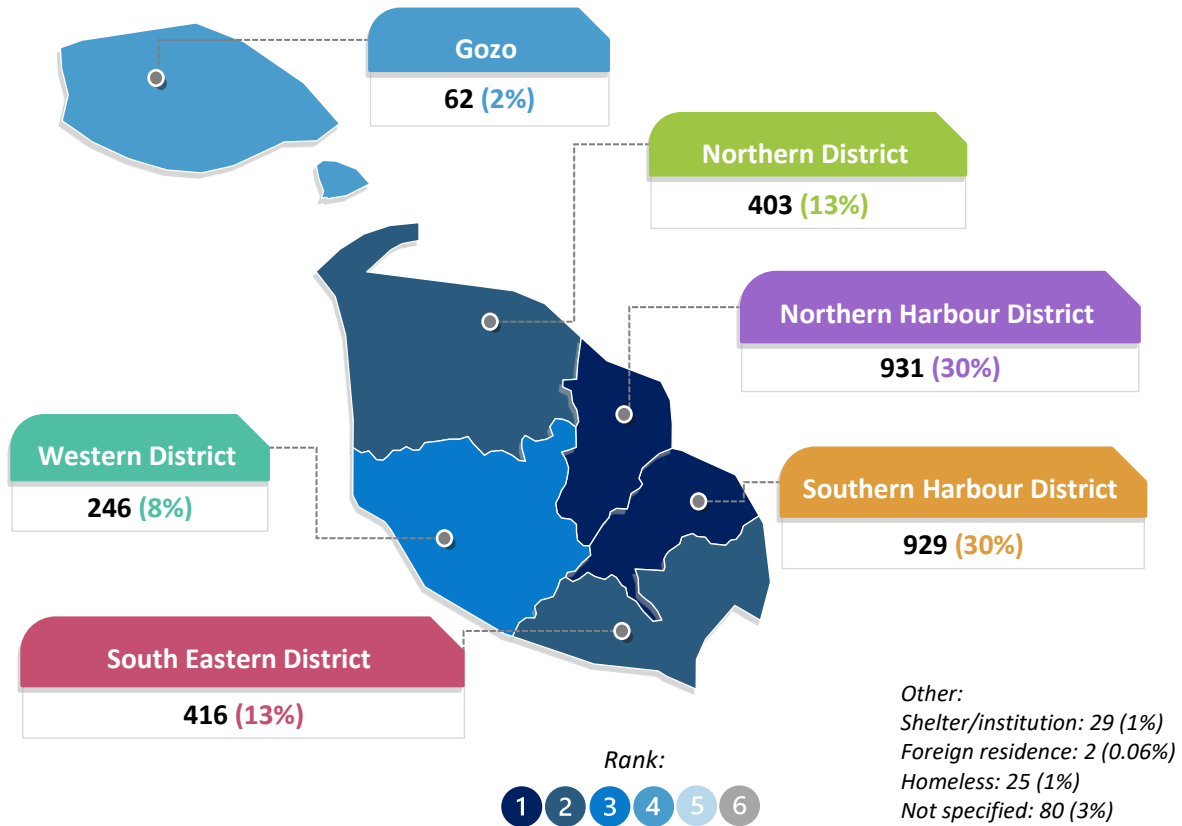 Gozo
62 (2%)
Northern District
403 (13%)
Northern Harbour District
931 (30%)
Western District
246 (8%)
Southern Harbour District
929 (30%)
South Eastern District
416 (13%)
Other:
Shelter/institution: 29 (1%)
Foreign residence: 2 (0.06%)
Homeless: 25 (1%)
Not specified: 80 (3%)
Rank:
1 2 3 4 5 6